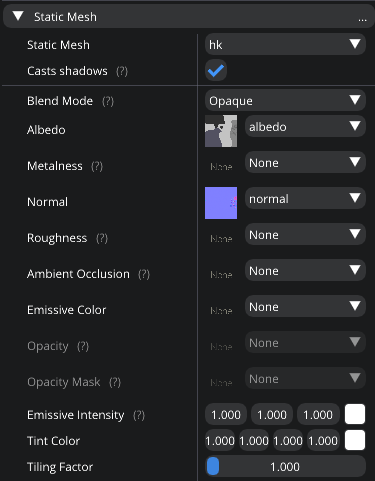 Static Mesh ...
Static Mesh hk
Casts shadows (?)
Blend Mode (?) Opaque
Albedo albedo
Metalness (?) None None
Normal normal
Roughness (?) None None
Ambient Occlusion (?) None None
Emissive Color None None
Opacity (?) None None
Opacity Mask (?) None None
Emissive Intensity (?) 1.000 1.000 1.000
Tint Color 1.000 1.000 1.000 1.000
Tiling Factor 1.000